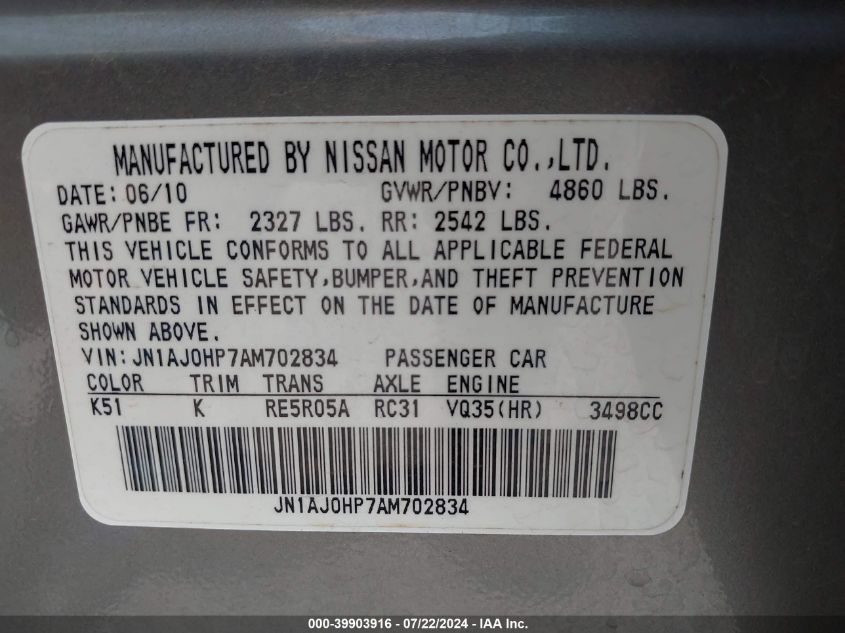 MANUFACTURED BY NISSAN MOTOR CO.,LTD.
DATE: 06/10 GVWR/PNBV: 4860 LBS.
GAWR/PNBE FR: 2327 LBS. RR: 2542 LBS.
THIS VEHICLE CONFORMS TO ALL APPLICABLE FEDERAL
MOTOR VEHICLE SAFETY,BUMPER,AND THEFT PREVENTION
STANDARDS IN EFFECT ON THE DATE OF MANUFACTURE
SHOWN ABOVE.
VIN: JN1AJ0HP7AM702834 PASSENGER CAR
COLOR TRIM TRANS AXLE ENGINE
K51 K RE5R05A RC31 VQ35(HR) 3498CC
JN1AJ0HP7AM702834
000-39903916 - 07/22/2024 - IAA Inc.